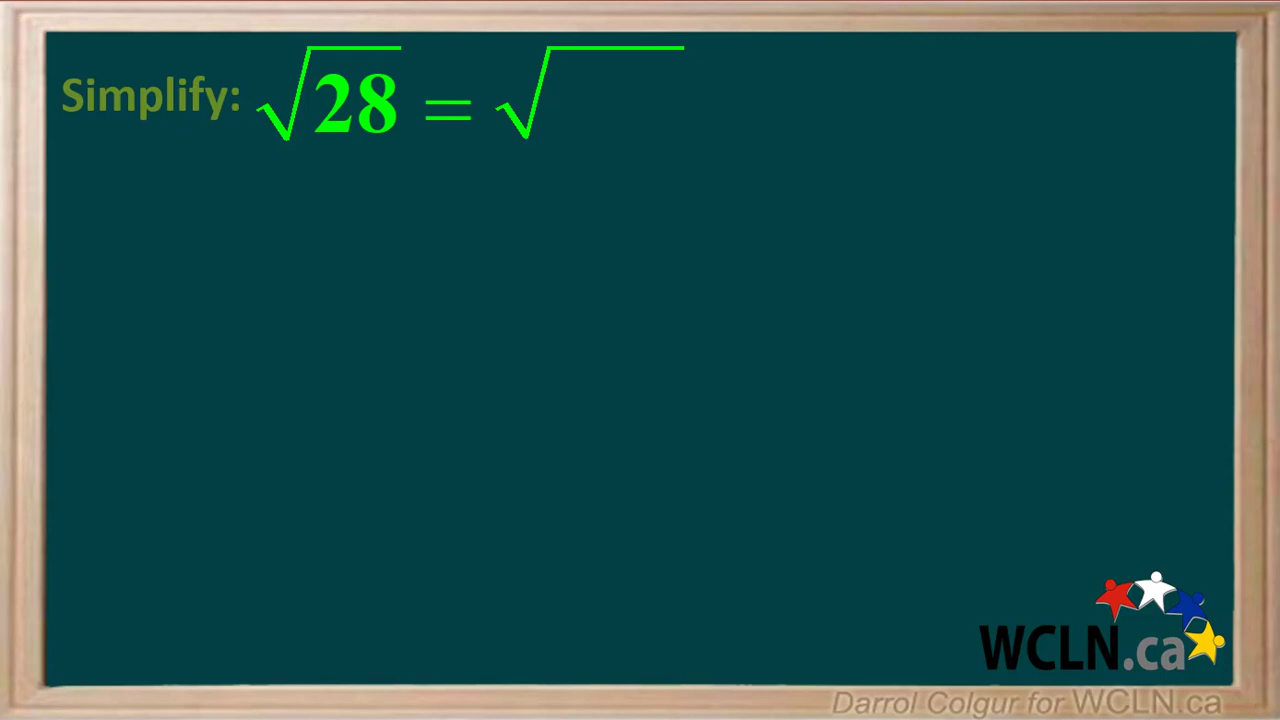 Simplify: √28 = √
WCLN.ca
Darrol Colgur for WCLN.ca